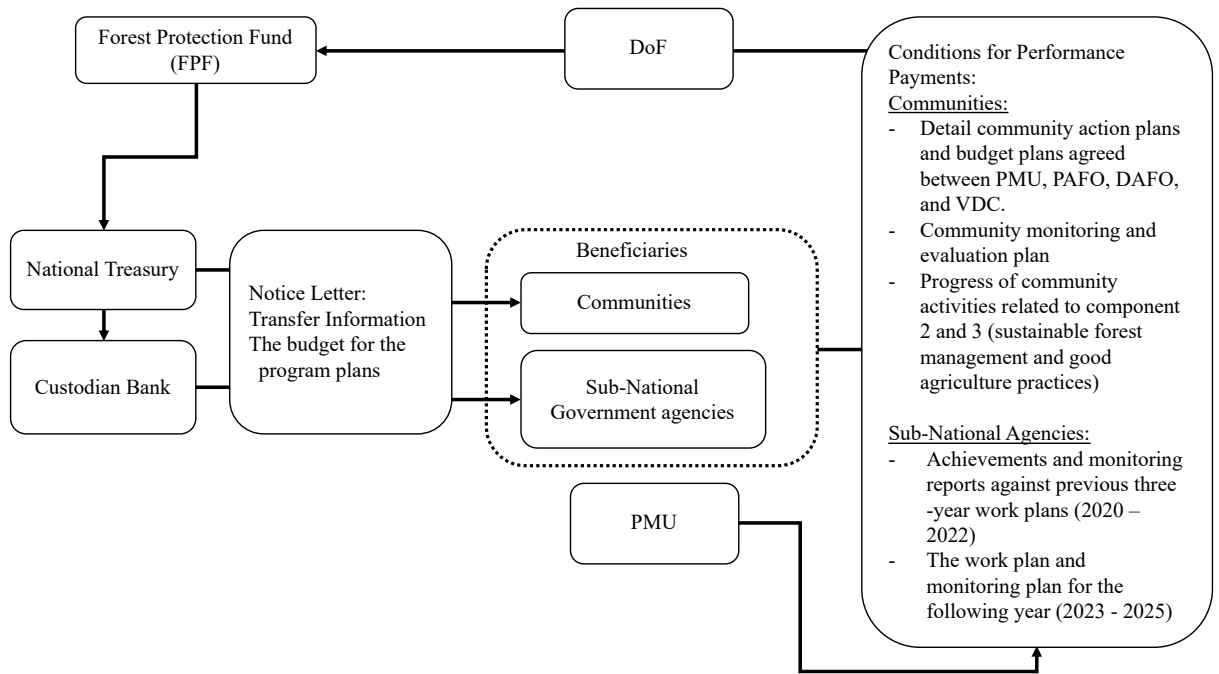 Forest Protection Fund
(FPF)
DoF
National Treasury
Custodian Bank
Notice Letter:
Transfer Information
The budget for the
program plans
Beneficiaries
Communities
Sub-National
Government agencies
PMU
Conditions for Performance
Payments:
Communities:
- Detail community action plans
and budget plans agreed
between PMU, PAFO, DAFO,
and VDC.
- Community monitoring and
evaluation plan
- Progress of community
activities related to component
2 and 3 (sustainable forest
management and good
agriculture practices)
Sub-National Agencies:
- Achievements and monitoring
reports against previous three
-year work plans (2020 –
2022)
- The work plan and
monitoring plan for the
following year (2023 - 2025)